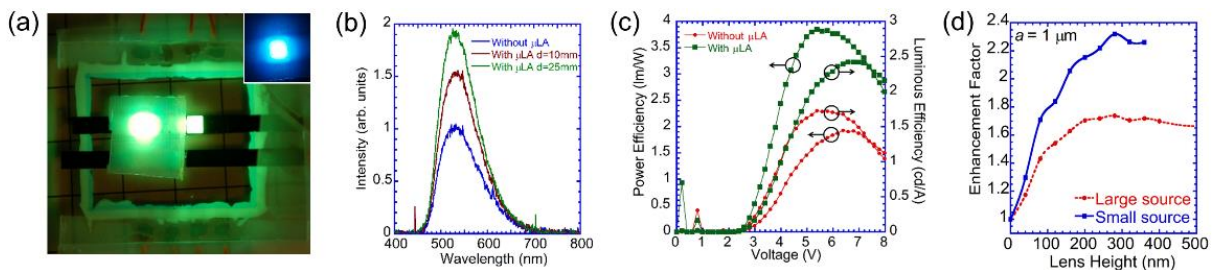 (a)
(b)
Intensity (arb. units)
2
1.5
1
0.5
0
Without μLA
With μLA d=10mm
With μLA d=25mm
400 500 600 700 800
Wavelength (nm)
(c)
Power Efficiency (lm/W)
4
3.5
3
2.5
2
1.5
1
0.5
0
Without μLA
With μLA
3
2.5
2
1.5
1
0.5
0
Luminous Efficiency (cd/A)
0 1 2 3 4 5 6 7 8
Voltage (V)
(d)
Enhancement Factor
2.4
2.2
2
1.8
1.6
1.4
1.2
1
a = 1 μm
Large source
Small source
0 100 200 300 400 500
Lens Height (nm)